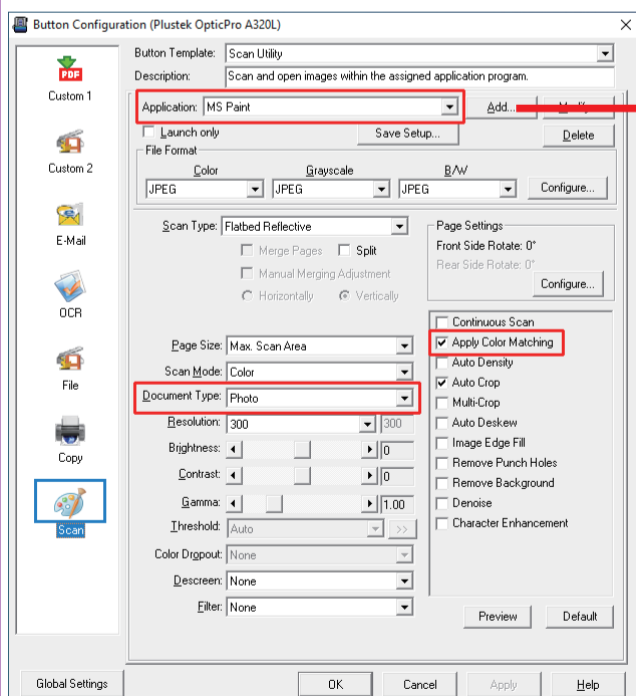 Button Configuration (Plustek OpticPro A320L)
Button Template: Scan Utility
Description: Scan and open images within the assigned application program.
PDF
Custom 1
Custom 2
E-Mail
OCR
File
Copy
Scan
Application: MS Paint Add...
Launch only Save Setup... Delete
File Format
Color Grayscale B/W
JPEG JPEG JPEG Configure...
Scan Type: Flatbed Reflective
Merge Pages Split
Manual Merging Adjustment
Horizontally Vertically
Page Settings
Front Side Rotate: 0°
Rear Side Rotate: 0°
Configure...
Page Size: Max. Scan Area
Scan Mode: Color
Document Type: Photo
Resolution: 300 300
Brightness: 0
Contrast: 0
Gamma: 1.00
Threshold: Auto >>
Color Dropout: None
Descreen: None
Filter: None
Continuous Scan
Apply Color Matching
Auto Density
Auto Crop
Multi-Crop
Auto Deskew
Image Edge Fill
Remove Punch Holes
Remove Background
Denoise
Character Enhancement
Preview Default
Global Settings OK Cancel Apply Help